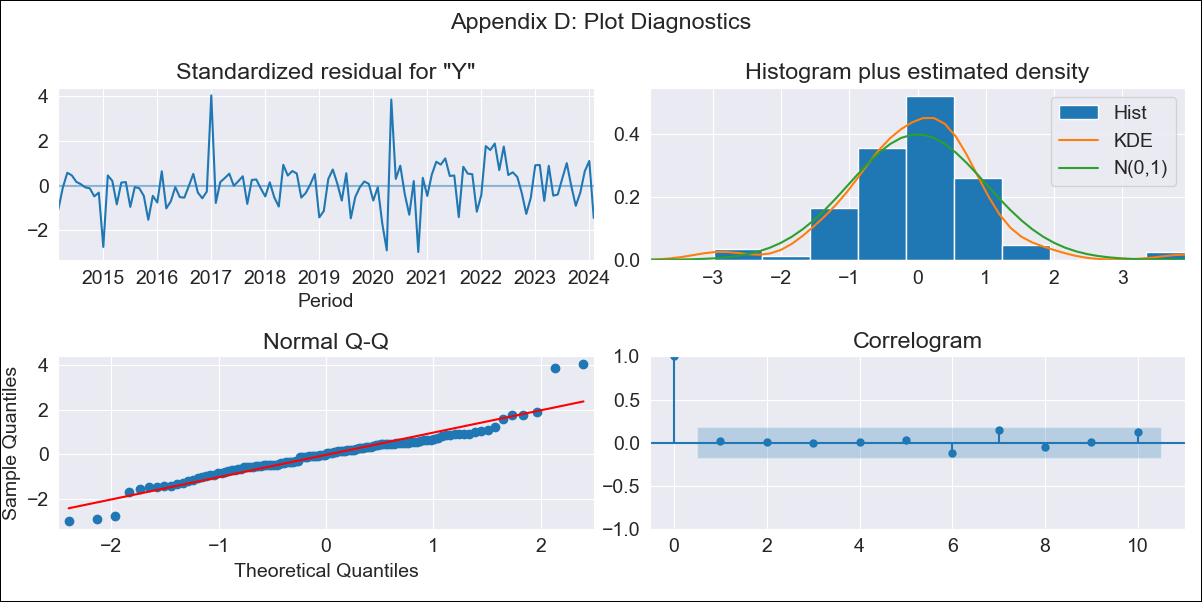 Appendix D: Plot Diagnostics
Standardized residual for "Y"
4
2
0
−2
2015 2016 2017 2018 2019 2020 2021 2022 2023 2024
Period
Histogram plus estimated density
Hist
KDE
N(0,1)
0.4
0.2
0.0
−3 −2 −1 0 1 2 3
Normal Q-Q
Sample Quantiles
4
2
0
−2
−2 −1 0 1 2
Theoretical Quantiles
Correlogram
1.0
0.5
0.0
−0.5
−1.0
0 2 4 6 8 10